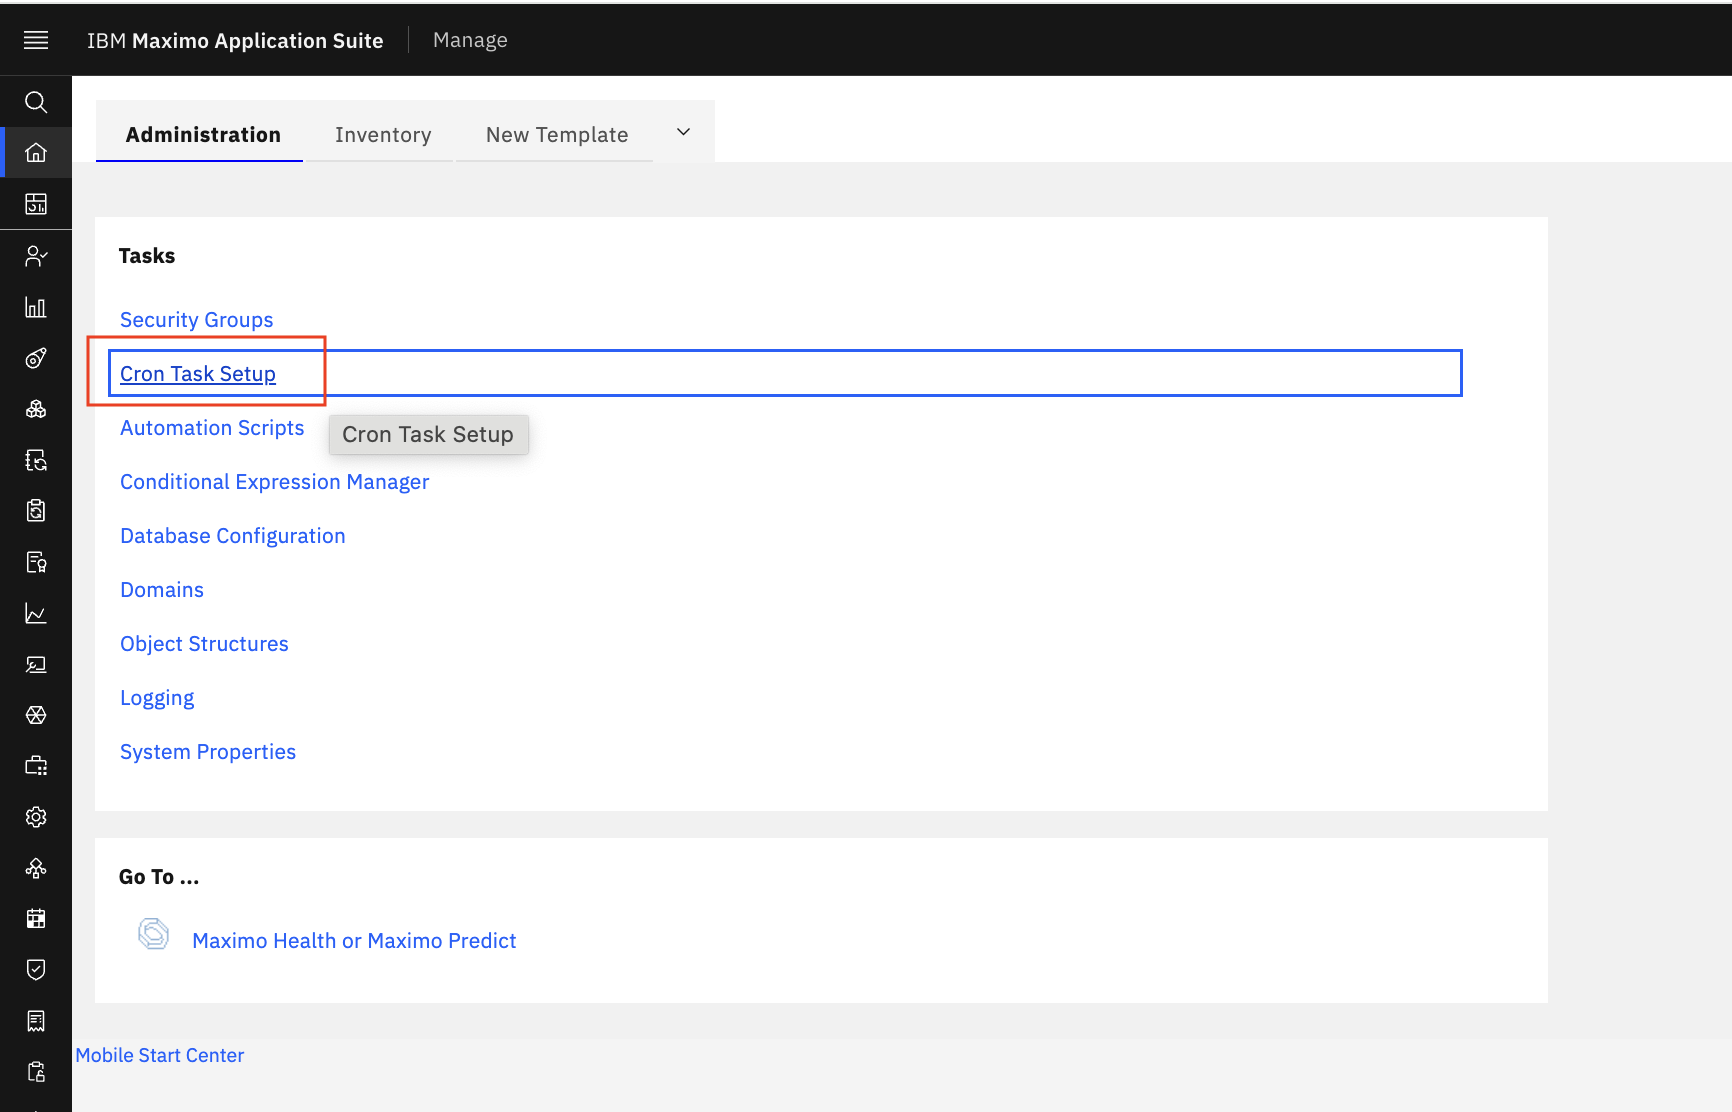 IBM Maximo Application Suite Manage
Administration Inventory New Template
Tasks
Security Groups
Cron Task Setup
Automation Scripts
Cron Task Setup
Conditional Expression Manager
Database Configuration
Domains
Object Structures
Logging
System Properties
Go To ...
Maximo Health or Maximo Predict
Mobile Start Center